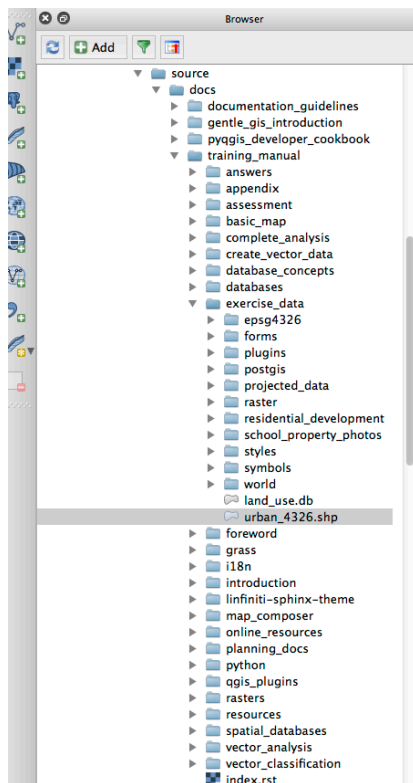 Browser
Add
source
docs
documentation_guidelines
gentle_gis_introduction
pyqgis_developer_cookbook
training_manual
answers
appendix
assessment
basic_map
complete_analysis
create_vector_data
database_concepts
databases
exercise_data
epsg4326
forms
plugins
postgis
projected_data
raster
residential_development
school_property_photos
styles
symbols
world
land_use.db
urban_4326.shp
foreword
grass
i18n
introduction
linfiniti-sphinx-theme
map_composer
online_resources
planning_docs
python
qgis_plugins
rasters
resources
spatial_databases
vector_analysis
vector_classification
index.rst